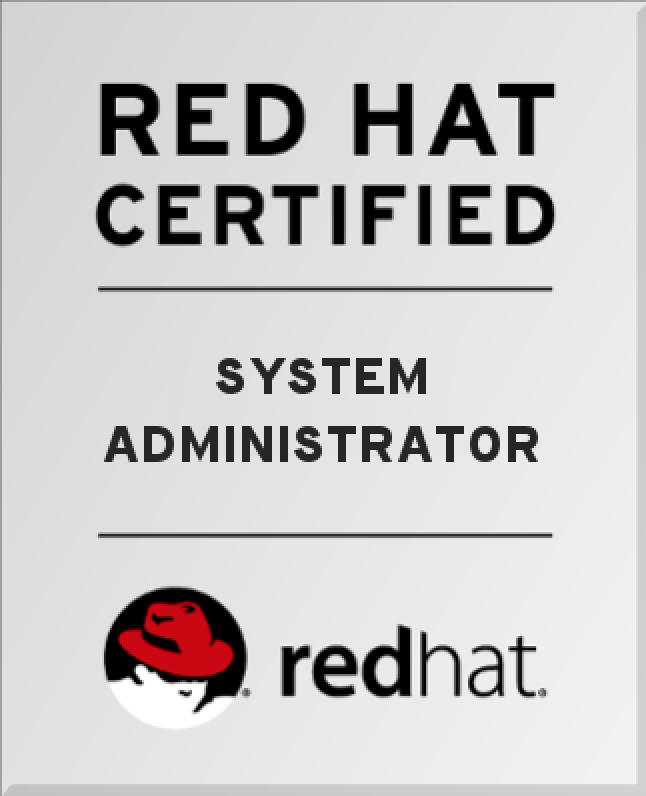 RED HAT
CERTIFIED
SYSTEM
ADMINISTRATOR
® redhat®